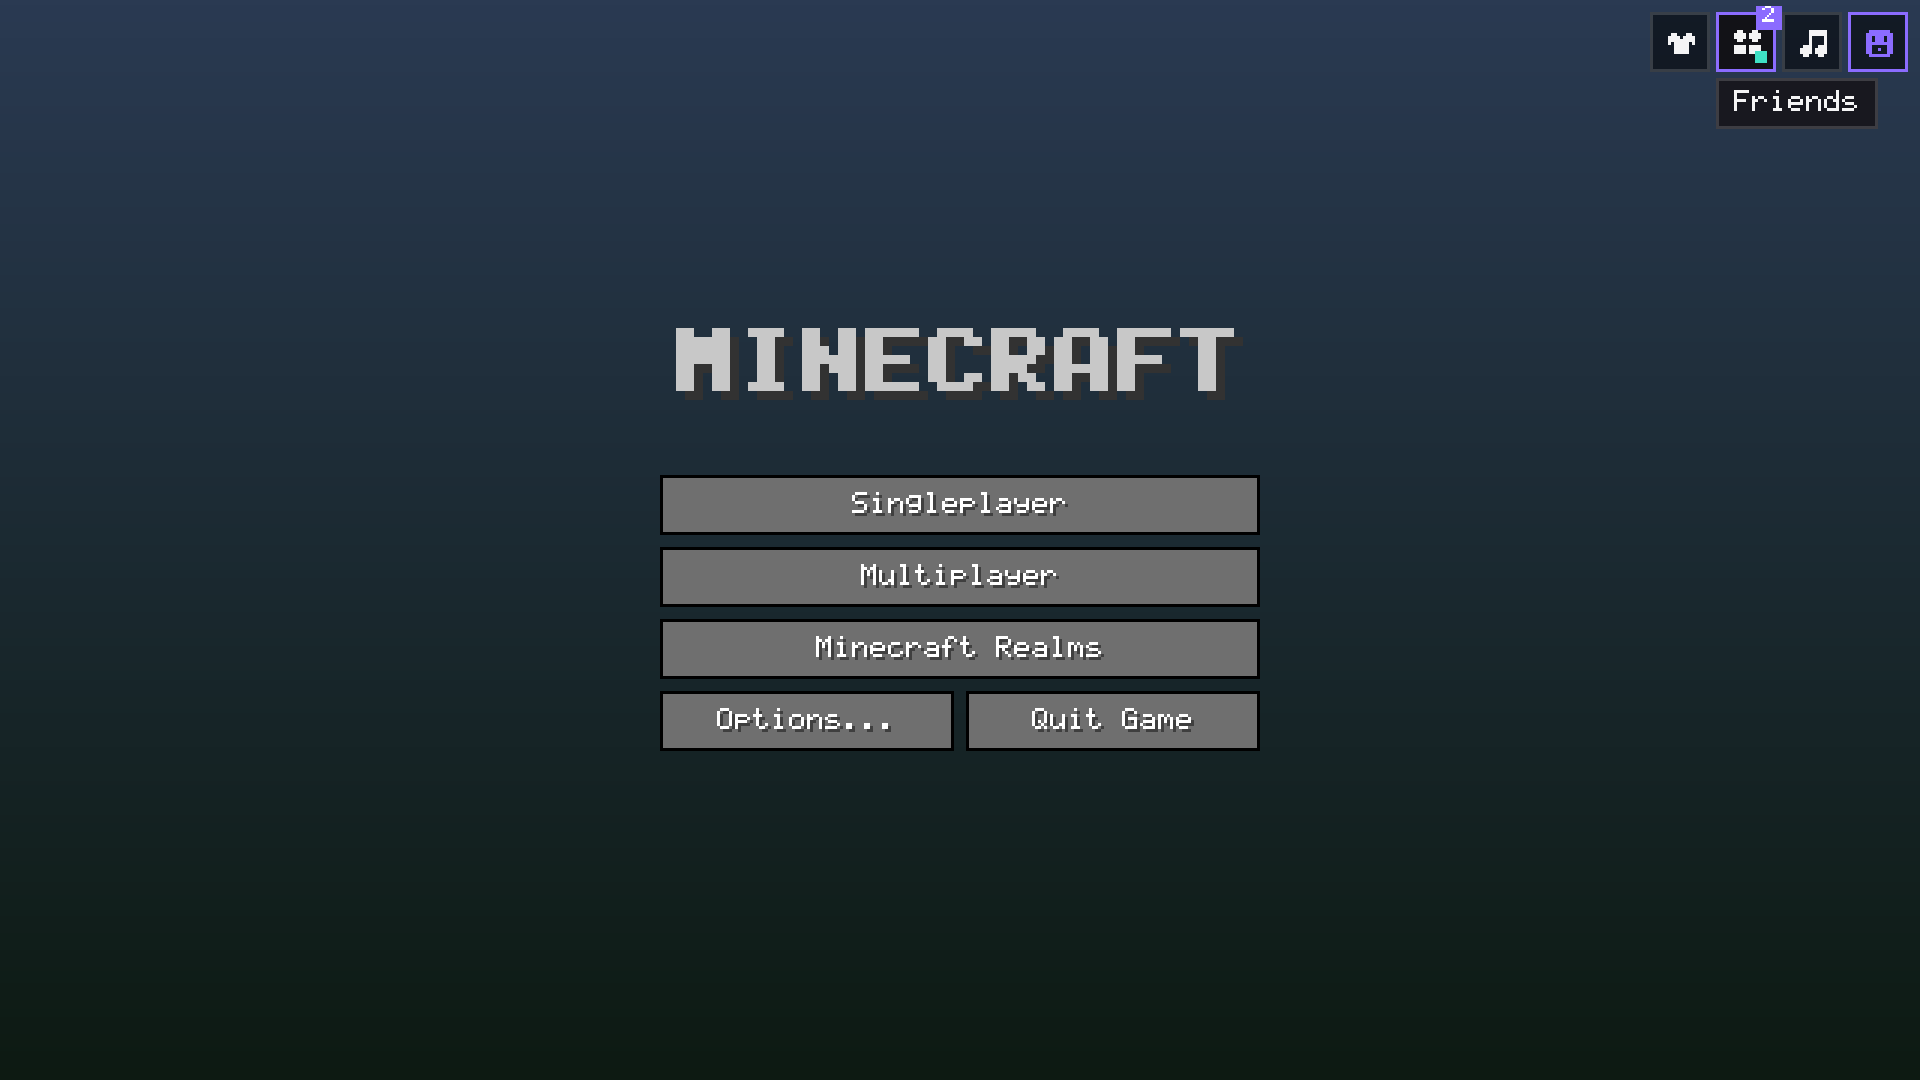 2
Friends
MINECRAFT
Singleplayer
Multiplayer
Minecraft Realms
Options...
Quit Game